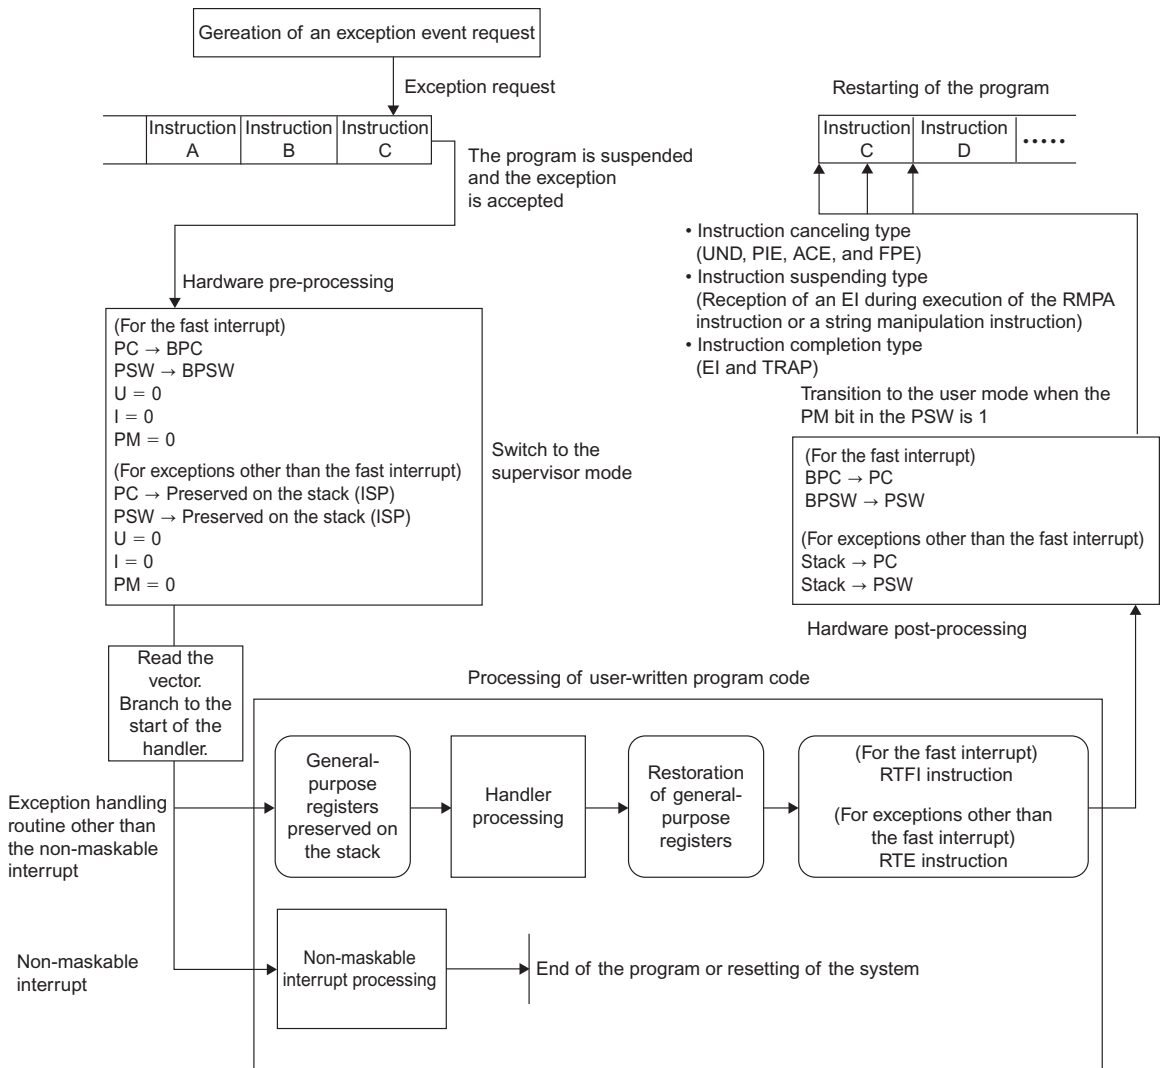 Gereation of an exception event request
Exception request
Restarting of the program
Instruction A
Instruction B
Instruction C
Instruction C
Instruction D
•••••
The program is suspended
and the exception
is accepted
• Instruction canceling type
(UND, PIE, ACE, and FPE)
• Instruction suspending type
(Reception of an EI during execution of the RMPA
instruction or a string manipulation instruction)
• Instruction completion type
(EI and TRAP)
Hardware pre-processing
(For the fast interrupt)
PC → BPC
PSW → BPSW
U = 0
I = 0
PM = 0
(For exceptions other than the fast interrupt)
PC → Preserved on the stack (ISP)
PSW → Preserved on the stack (ISP)
U = 0
I = 0
PM = 0
Switch to the
supervisor mode
Transition to the user mode when the
PM bit in the PSW is 1
(For the fast interrupt)
BPC → PC
BPSW → PSW
(For exceptions other than the fast interrupt)
Stack → PC
Stack → PSW
Hardware post-processing
Read the
vector.
Branch to the
start of the
handler.
Processing of user-written program code
Exception handling
routine other than
the non-maskable
interrupt
General-
purpose
registers
preserved on
the stack
Handler
processing
Restoration
of general-
purpose
registers
(For the fast interrupt)
RTFI instruction
(For exceptions other than
the fast interrupt)
RTE instruction
Non-maskable
interrupt
Non-maskable
interrupt processing
End of the program or resetting of the system